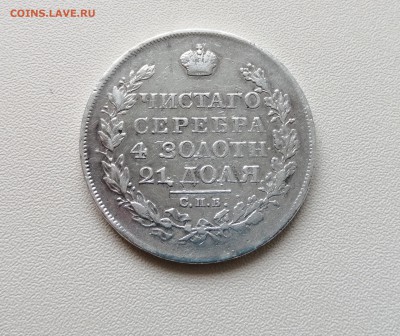 COINS.LAVE.RU
ЧИСТАГО
СЕРЕБРА
4 ЗОЛОТН.
21 ДОЛЯ.
С.П.Б.